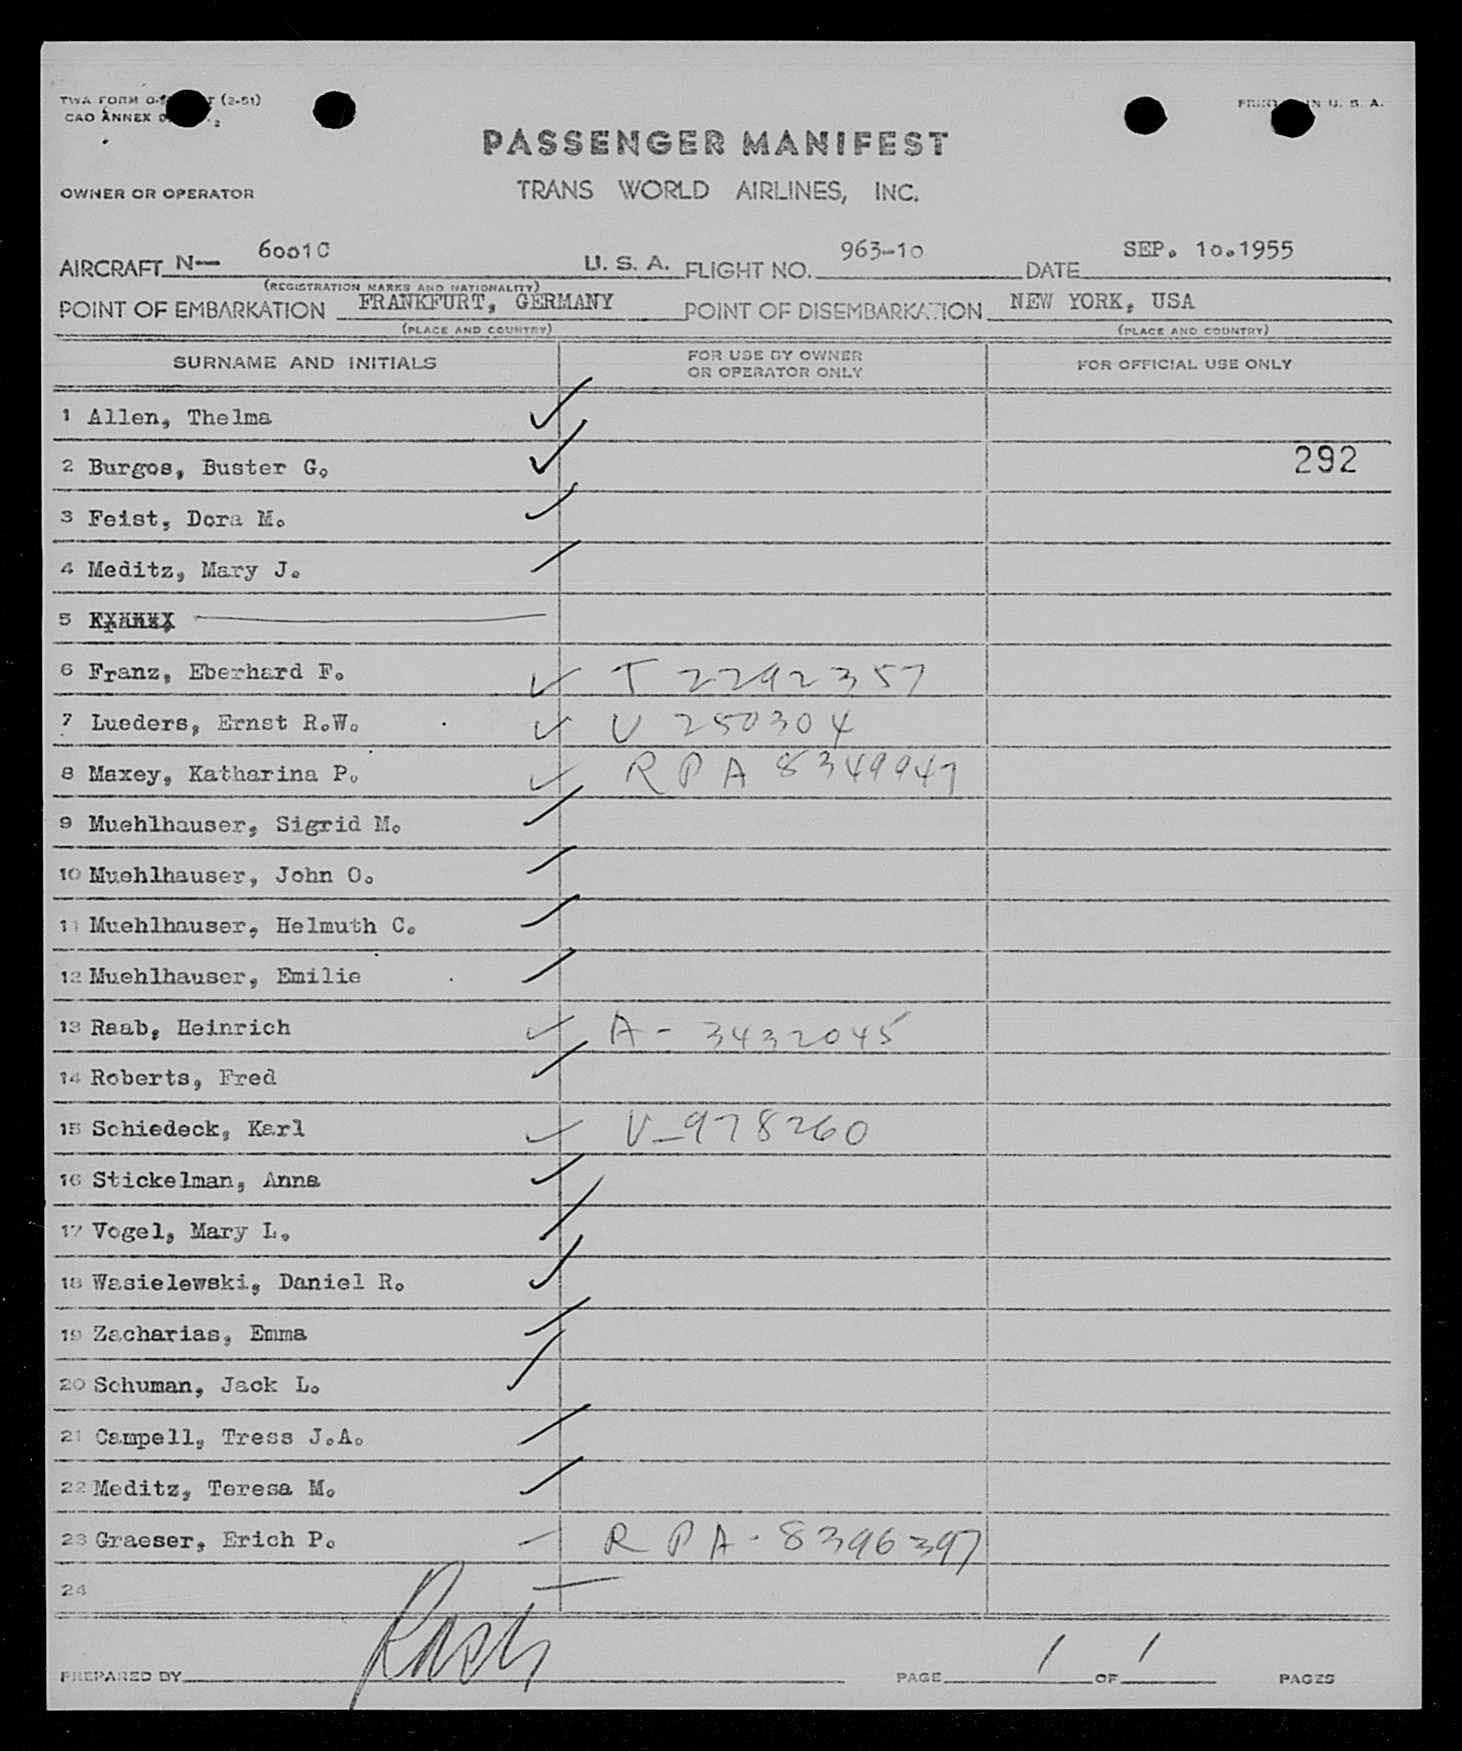 TWA FORM O-
T (2-51)
CAO ANNEX
PRINT IN U. S. A.
PASSENGER MANIFEST
OWNER OR OPERATOR TRANS WORLD AIRLINES, INC.
AIRCRAFT N— 6001C U. S. A. FLIGHT NO. 963-10 DATE SEP. 10.1955
(REGISTRATION MARKS AND NATIONALITY)
POINT OF EMBARKATION FRANKFURT, GERMANY POINT OF DISEMBARKATION NEW YORK, USA
(PLACE AND COUNTRY) (PLACE AND COUNTRY)
SURNAME AND INITIALS FOR USE BY OWNER OR OPERATOR ONLY FOR OFFICIAL USE ONLY
1 Allen, Thelma
2 Burgos, Buster G. 292
3 Feist, Dora M.
4 Meditz, Mary J.
5
6 Franz, Eberhard F. T 2292357
7 Lueders, Ernst R.W. V 250304
8 Maxey, Katharina P. R P A 8349947
9 Muehlhauser, Sigrid M.
10 Muehlhauser, John O.
11 Muehlhauser, Helmuth C.
12 Muehlhauser, Emilie
13 Raab, Heinrich A- 3432045
14 Roberts, Fred
15 Schiedeck, Karl V-978260
16 Stickelman, Anna
17 Vogel, Mary L.
18 Wasielewski, Daniel R.
19 Zacharias, Emma
20 Schuman, Jack L.
21 Campell, Tress J.A.
22 Meditz, Teresa M.
23 Graeser, Erich P. R P A - 8396397
24
PREPARED BY PAGE 1 OF 1 PAGES